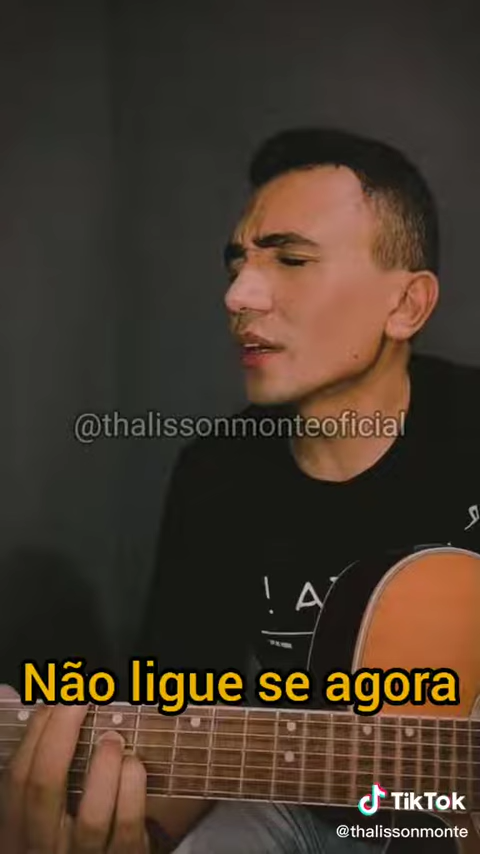 @thalissonmonteoficial
! A
Não ligue se agora
TikTok
@thalissonmonte